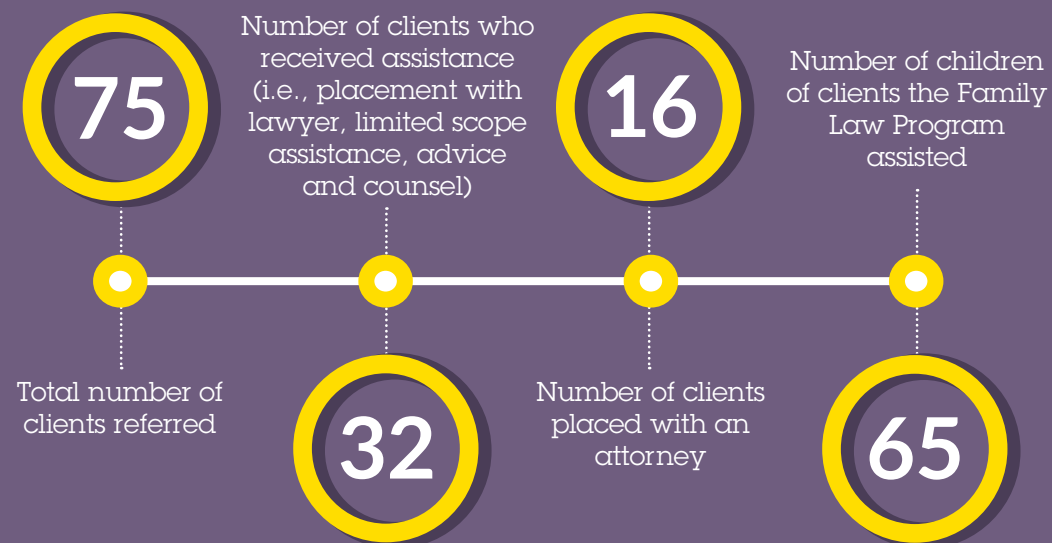 75
Total number of
clients referred
Number of clients who
received assistance
(i.e., placement with
lawyer, limited scope
assistance, advice
and counsel)
32
16
Number of clients
placed with an
attorney
Number of children
of clients the Family
Law Program
assisted
65